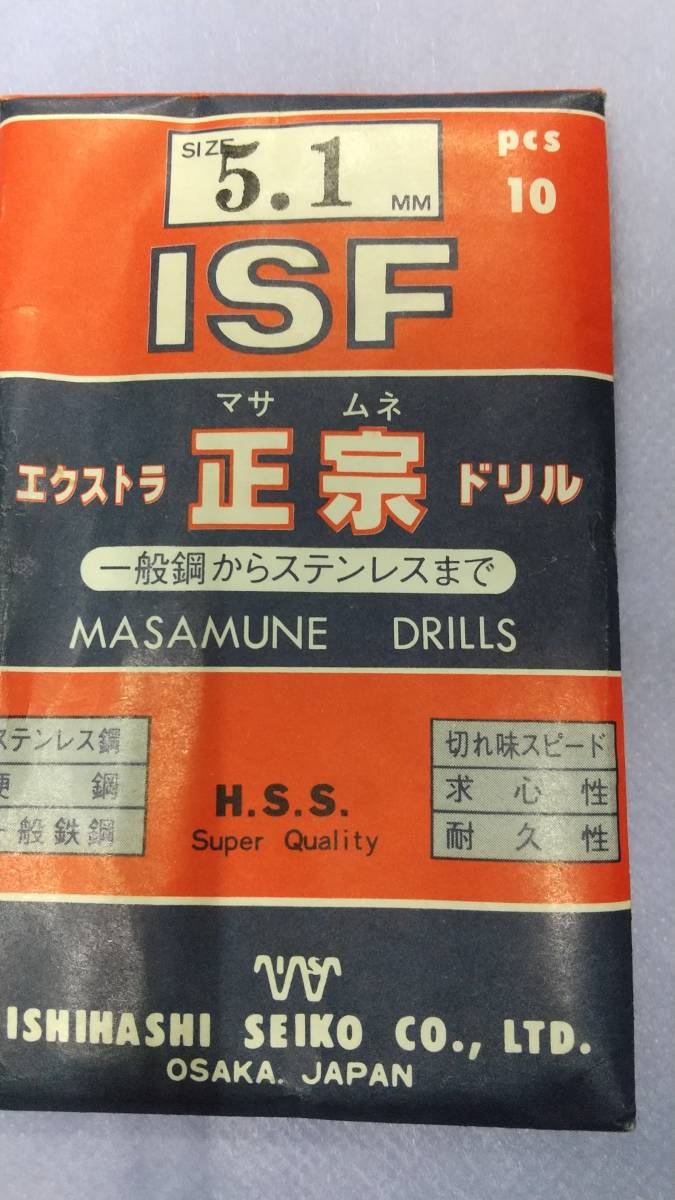 SIZE 5.1 MM
pcs
10
ISF
マサ ムネ
エクストラ 正宗 ドリル
一般鋼からステンレスまで
MASAMUNE DRILLS
ステンレス鋼
硬 鋼
一般鉄鋼
H.S.S.
Super Quality
切れ味スピード
求 心 性
耐 久 性
ISHIHASHI SEIKO CO., LTD.
OSAKA. JAPAN